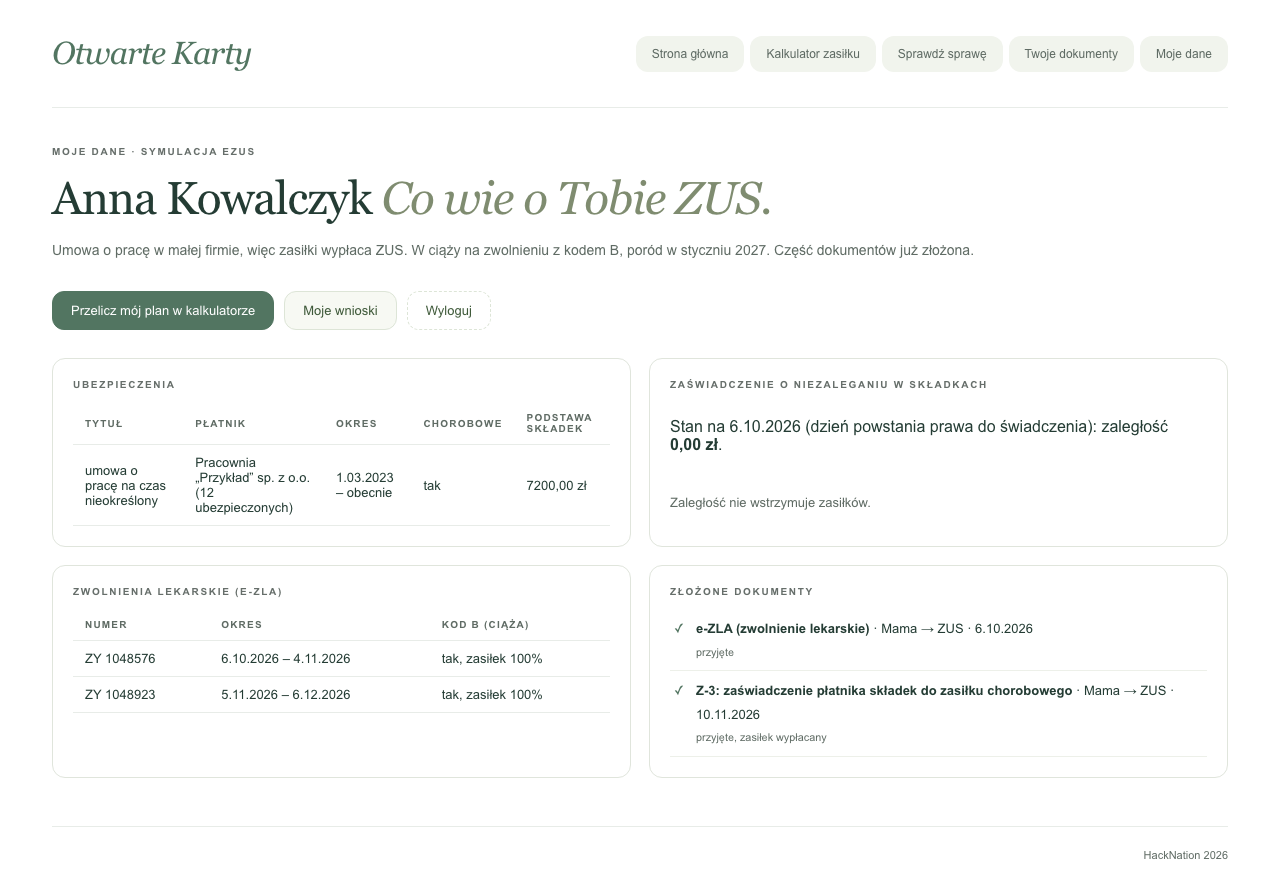 Otwarte Karty
Strona główna
Kalkulator zasiłku
Sprawdź sprawę
Twoje dokumenty
Moje dane
MOJE DANE · SYMULACJA EZUS
Anna Kowalczyk Co wie o Tobie ZUS.
Umowa o pracę w małej firmie, więc zasiłki wypłaca ZUS. W ciąży na zwolnieniu z kodem B, poród w styczniu 2027. Część dokumentów już złożona.
Przelicz mój plan w kalkulatorze
Moje wnioski
Wyloguj
UBEZPIECZENIA
TYTUŁ
PŁATNIK
OKRES
CHOROBOWE
PODSTAWA
SKŁADEK
umowa o
pracę na czas
nieokreślony
Pracownia
„Przykład” sp. z o.o.
(12
ubezpieczonych)
1.03.2023
– obecnie
tak
7200,00 zł
ZAŚWIADCZENIE O NIEZALEGANIU W SKŁADKACH
Stan na 6.10.2026 (dzień powstania prawa do świadczenia): zaległość
0,00 zł.
Zaległość nie wstrzymuje zasiłków.
ZWOLNIENIA LEKARSKIE (E-ZLA)
NUMER
OKRES
KOD B (CIĄŻA)
ZY 1048576
6.10.2026 – 4.11.2026
tak, zasiłek 100%
ZY 1048923
5.11.2026 – 6.12.2026
tak, zasiłek 100%
ZŁOŻONE DOKUMENTY
✓ e-ZLA (zwolnienie lekarskie) · Mama → ZUS · 6.10.2026
przyjęte
✓ Z-3: zaświadczenie płatnika składek do zasiłku chorobowego · Mama → ZUS ·
10.11.2026
przyjęte, zasiłek wypłacany
HackNation 2026